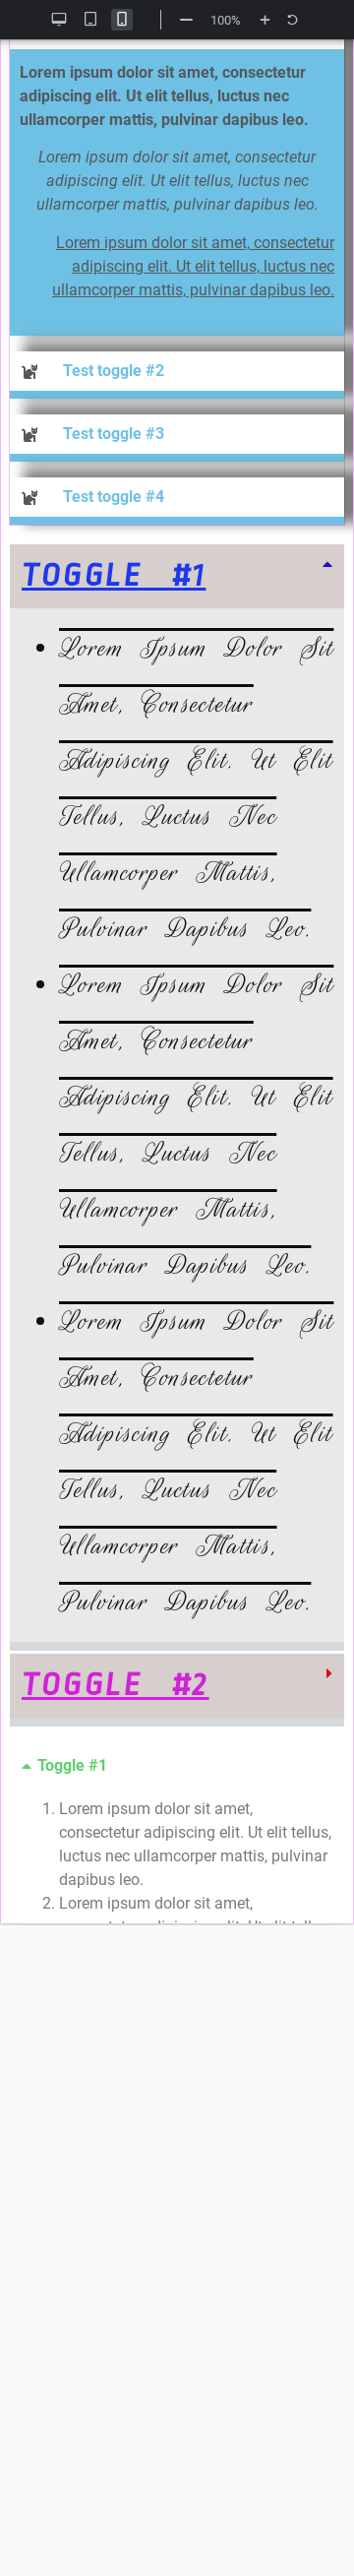 100%
Lorem ipsum dolor sit amet, consectetur
adipiscing elit. Ut elit tellus, luctus nec
ullamcorper mattis, pulvinar dapibus leo.
Lorem ipsum dolor sit amet, consectetur
adipiscing elit. Ut elit tellus, luctus nec
ullamcorper mattis, pulvinar dapibus leo.
Lorem ipsum dolor sit amet, consectetur
adipiscing elit. Ut elit tellus, luctus nec
ullamcorper mattis, pulvinar dapibus leo.
Test toggle #2
Test toggle #3
Test toggle #4
TOGGLE #1
Lorem Ipsum Dolor Sit
Amet, Consectetur
Adipiscing Elit. Ut Elit
Tellus, Luctus Nec
Ullamcorper Mattis,
Pulvinar Dapibus Leo.
Lorem Ipsum Dolor Sit
Amet, Consectetur
Adipiscing Elit. Ut Elit
Tellus, Luctus Nec
Ullamcorper Mattis,
Pulvinar Dapibus Leo.
Lorem Ipsum Dolor Sit
Amet, Consectetur
Adipiscing Elit. Ut Elit
Tellus, Luctus Nec
Ullamcorper Mattis,
Pulvinar Dapibus Leo.
TOGGLE #2
Toggle #1
1. Lorem ipsum dolor sit amet,
consectetur adipiscing elit. Ut elit tellus,
luctus nec ullamcorper mattis, pulvinar
dapibus leo.
2. Lorem ipsum dolor sit amet,